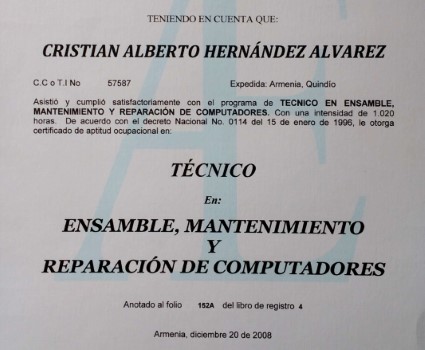 TENIENDO EN CUENTA QUE:
CRISTIAN ALBERTO HERNÁNDEZ ALVAREZ
C.C o T.I No 57587 Expedida: Armenia, Quindío
Asistió y cumplió satisfactoriamente con el programa de TECNICO EN ENSAMBLE,
MANTENIMIENTO Y REPARACIÓN DE COMPUTADORES. Con una intensidad de 1.020
horas. De acuerdo con el decreto Nacional No. 0114 del 15 de enero de 1996, le otorga
certificado de aptitud ocupacional en:
TÉCNICO
En:
ENSAMBLE, MANTENIMIENTO
Y
REPARACIÓN DE COMPUTADORES
Anotado al folio 152A del libro de registro 4
Armenia, diciembre 20 de 2008